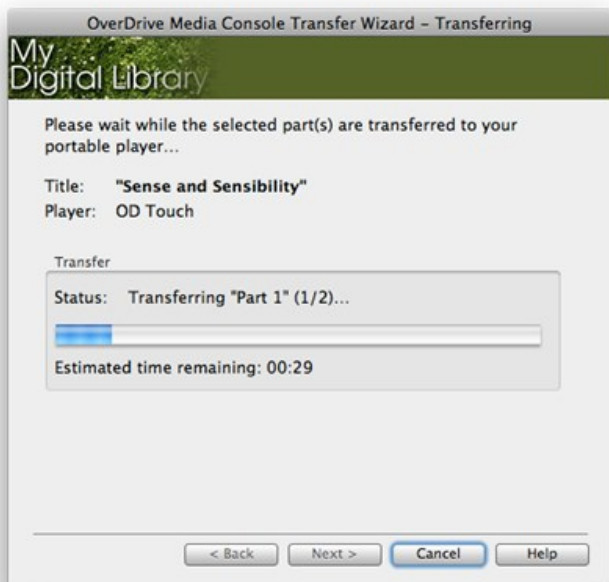 OverDrive Media Console Transfer Wizard – Transferring
My
Digital Library
Please wait while the selected part(s) are transferred to your
portable player...
Title: "Sense and Sensibility"
Player: OD Touch
Transfer
Status: Transferring "Part 1" (1/2)...
Estimated time remaining: 00:29
< Back Next > Cancel Help